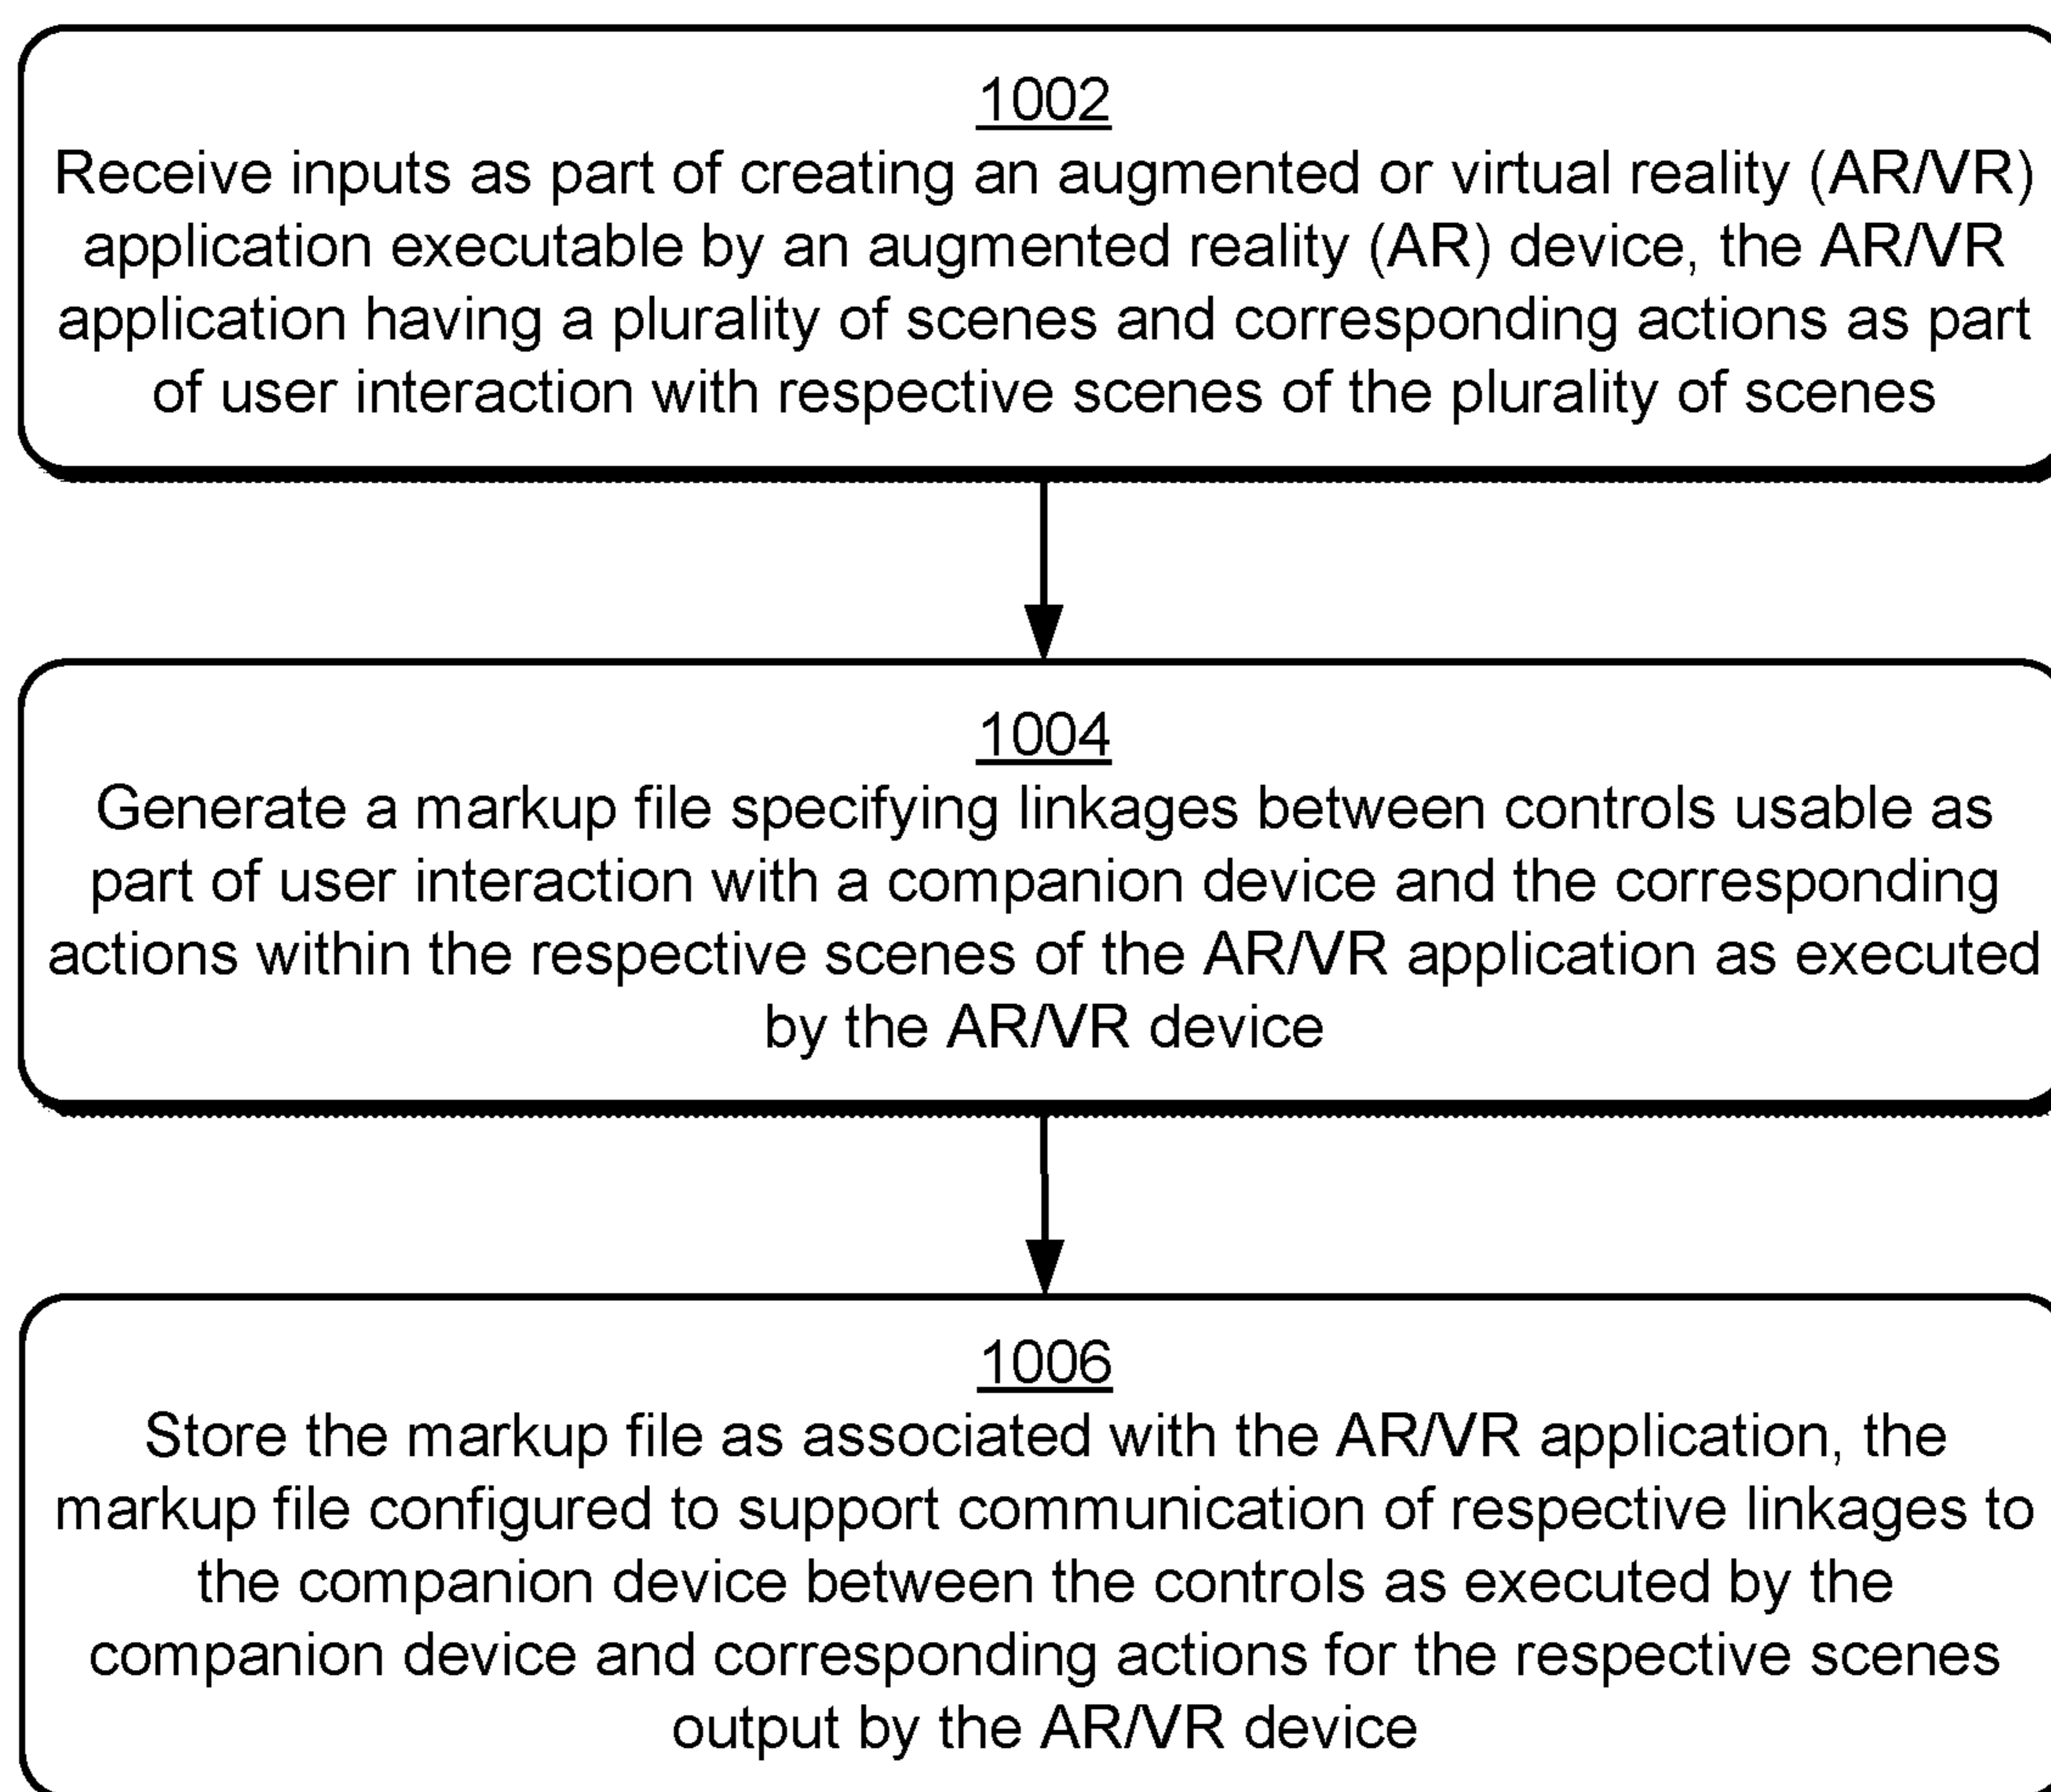 1002
Receive inputs as part of creating an augmented or virtual reality (AR/VR)
application executable by an augmented reality (AR) device, the AR/VR
application having a plurality of scenes and corresponding actions as part
of user interaction with respective scenes of the plurality of scenes
1004
Generate a markup file specifying linkages between controls usable as
part of user interaction with a companion device and the corresponding
actions within the respective scenes of the AR/VR application as executed
by the AR/VR device
1006
Store the markup file as associated with the AR/VR application, the
markup file configured to support communication of respective linkages to
the companion device between the controls as executed by the
companion device and corresponding actions for the respective scenes
output by the AR/VR device